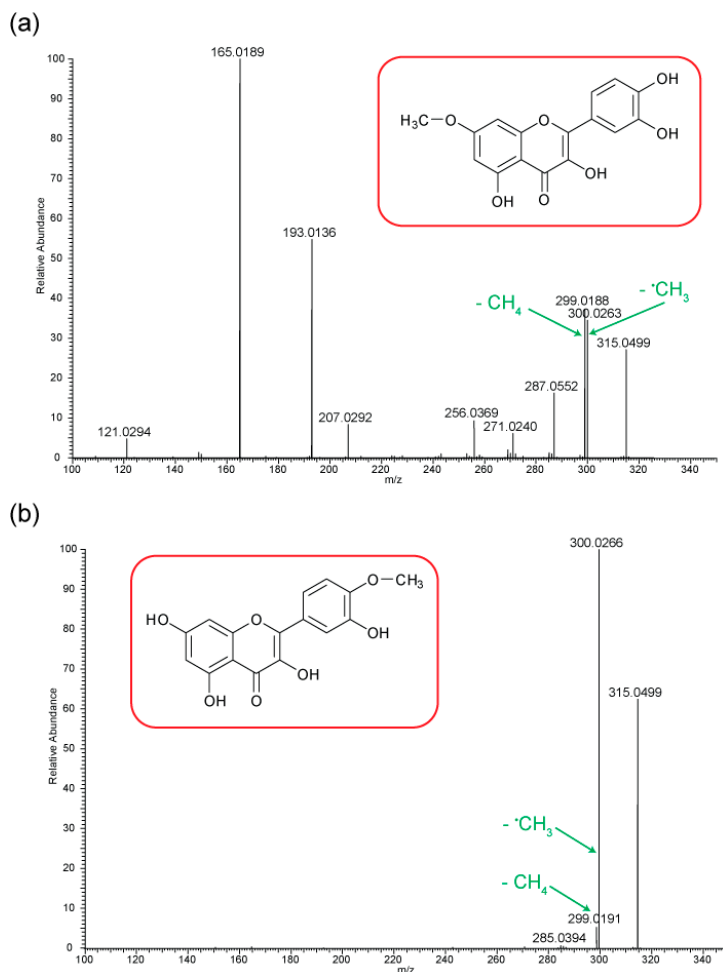 (a)
165.0189
100
90
80
70
60
50
40
30
20
10
0
Relative Abundance
193.0136
207.0292
121.0294
256.0369
271.0240
287.0552
299.0188
300.0263
315.0499
- CH4
- ·CH3
H3C
O
O
OH
OH
OH
OH
O
100 120 140 160 180 200 220 240 260 280 300 320 340
m/z
(b)
300.0266
100
90
80
70
60
50
40
30
20
10
0
Relative Abundance
315.0499
- ·CH3
- CH4
299.0191
285.0394
O
CH3
HO
O
OH
OH
OH
O
100 120 140 160 180 200 220 240 260 280 300 320 340
m/z